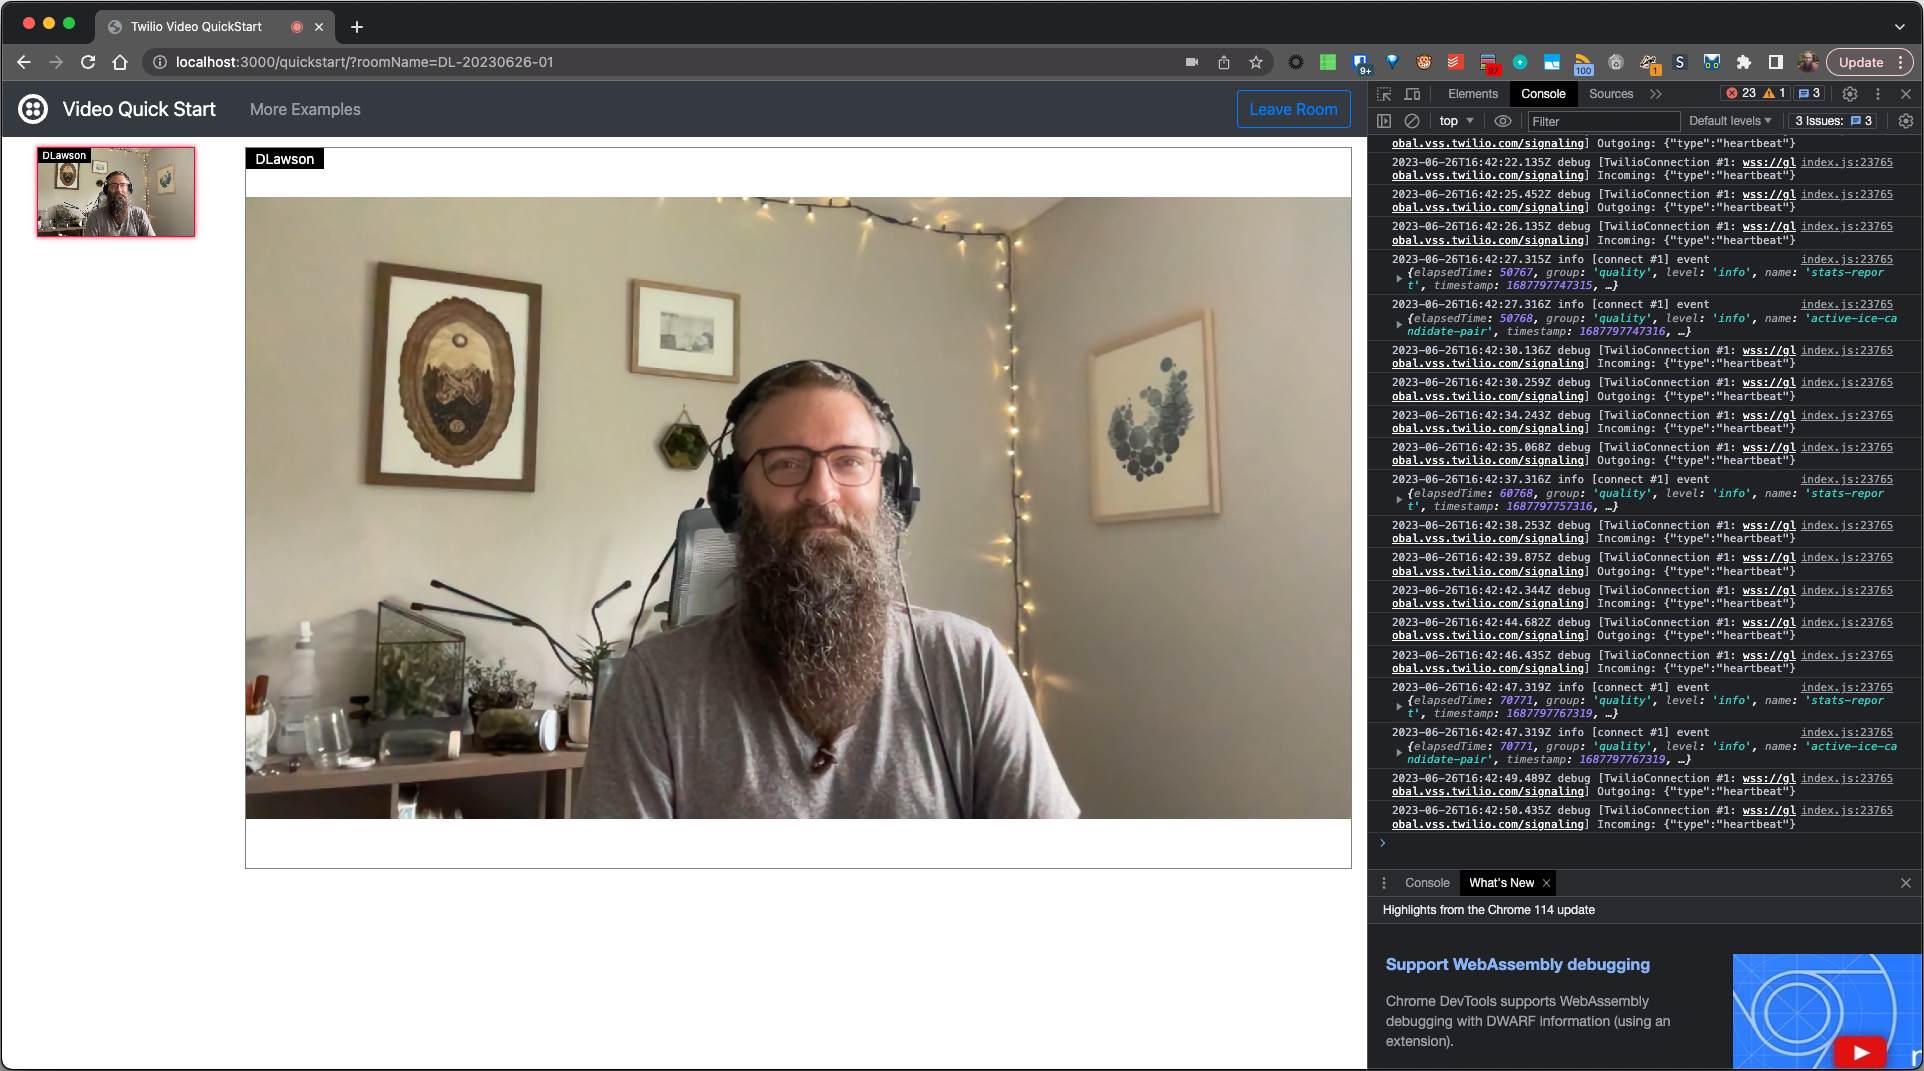 Twilio Video QuickStart
localhost:3000/quickstart/?roomName=DL-20230626-01
9+
97
100
1
S
Update
Video Quick Start
More Examples
Leave Room
DLawson
DLawson
Elements
Console
Sources
23
1
3
top
Filter
Default levels
3 Issues:
3
obal.vss.twilio.com/signaling] Outgoing: {"type":"heartbeat"}
2023-06-26T16:42:22.135Z debug [TwilioConnection #1: wss://gl index.js:23765
obal.vss.twilio.com/signaling] Incoming: {"type":"heartbeat"}
2023-06-26T16:42:25.452Z debug [TwilioConnection #1: wss://gl index.js:23765
obal.vss.twilio.com/signaling] Outgoing: {"type":"heartbeat"}
2023-06-26T16:42:26.135Z debug [TwilioConnection #1: wss://gl index.js:23765
obal.vss.twilio.com/signaling] Incoming: {"type":"heartbeat"}
2023-06-26T16:42:27.315Z info [connect #1] event index.js:23765
{elapsedTime: 50767, group: 'quality', level: 'info', name: 'stats-repor
t', timestamp: 1687797747315, …}
2023-06-26T16:42:27.316Z info [connect #1] event index.js:23765
{elapsedTime: 50768, group: 'quality', level: 'info', name: 'active-ice-ca
ndidate-pair', timestamp: 1687797747316, …}
2023-06-26T16:42:30.136Z debug [TwilioConnection #1: wss://gl index.js:23765
obal.vss.twilio.com/signaling] Incoming: {"type":"heartbeat"}
2023-06-26T16:42:30.259Z debug [TwilioConnection #1: wss://gl index.js:23765
obal.vss.twilio.com/signaling] Outgoing: {"type":"heartbeat"}
2023-06-26T16:42:34.243Z debug [TwilioConnection #1: wss://gl index.js:23765
obal.vss.twilio.com/signaling] Incoming: {"type":"heartbeat"}
2023-06-26T16:42:35.068Z debug [TwilioConnection #1: wss://gl index.js:23765
obal.vss.twilio.com/signaling] Outgoing: {"type":"heartbeat"}
2023-06-26T16:42:37.316Z info [connect #1] event index.js:23765
{elapsedTime: 60768, group: 'quality', level: 'info', name: 'stats-repor
t', timestamp: 1687797757316, …}
2023-06-26T16:42:38.253Z debug [TwilioConnection #1: wss://gl index.js:23765
obal.vss.twilio.com/signaling] Incoming: {"type":"heartbeat"}
2023-06-26T16:42:39.875Z debug [TwilioConnection #1: wss://gl index.js:23765
obal.vss.twilio.com/signaling] Outgoing: {"type":"heartbeat"}
2023-06-26T16:42:42.344Z debug [TwilioConnection #1: wss://gl index.js:23765
obal.vss.twilio.com/signaling] Incoming: {"type":"heartbeat"}
2023-06-26T16:42:44.682Z debug [TwilioConnection #1: wss://gl index.js:23765
obal.vss.twilio.com/signaling] Outgoing: {"type":"heartbeat"}
2023-06-26T16:42:46.435Z debug [TwilioConnection #1: wss://gl index.js:23765
obal.vss.twilio.com/signaling] Incoming: {"type":"heartbeat"}
2023-06-26T16:42:47.319Z info [connect #1] event index.js:23765
{elapsedTime: 70771, group: 'quality', level: 'info', name: 'stats-repor
t', timestamp: 1687797767319, …}
2023-06-26T16:42:47.319Z info [connect #1] event index.js:23765
{elapsedTime: 70771, group: 'quality', level: 'info', name: 'active-ice-ca
ndidate-pair', timestamp: 1687797767319, …}
2023-06-26T16:42:49.489Z debug [TwilioConnection #1: wss://gl index.js:23765
obal.vss.twilio.com/signaling] Outgoing: {"type":"heartbeat"}
2023-06-26T16:42:50.435Z debug [TwilioConnection #1: wss://gl index.js:23765
obal.vss.twilio.com/signaling] Incoming: {"type":"heartbeat"}
Console
What's New
Highlights from the Chrome 114 update
Support WebAssembly debugging
Chrome DevTools supports WebAssembly
debugging with DWARF information (using an
extension).